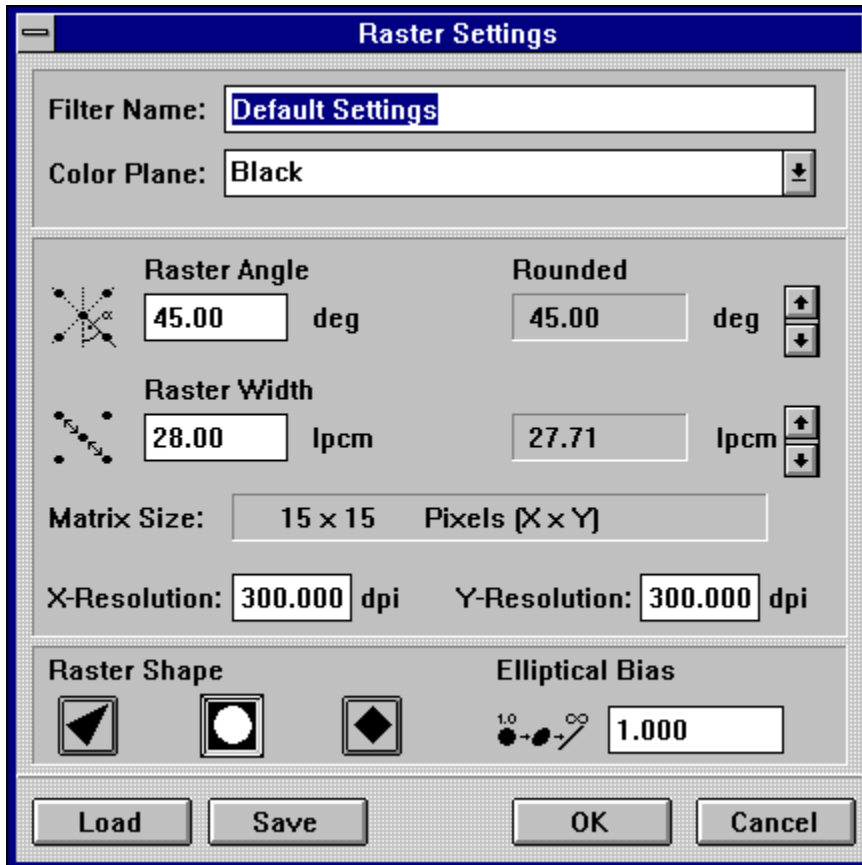 Raster Settings
Filter Name: Default Settings
Color Plane: Black
Raster Angle Rounded
45.00 deg 45.00 deg
α
Raster Width
28.00 lpcm 27.71 lpcm
Matrix Size: 15 x 15 Pixels (X x Y)
X-Resolution: 300.000 dpi Y-Resolution: 300.000 dpi
Raster Shape Elliptical Bias
1.0 ∞ 1.000
Load Save OK Cancel